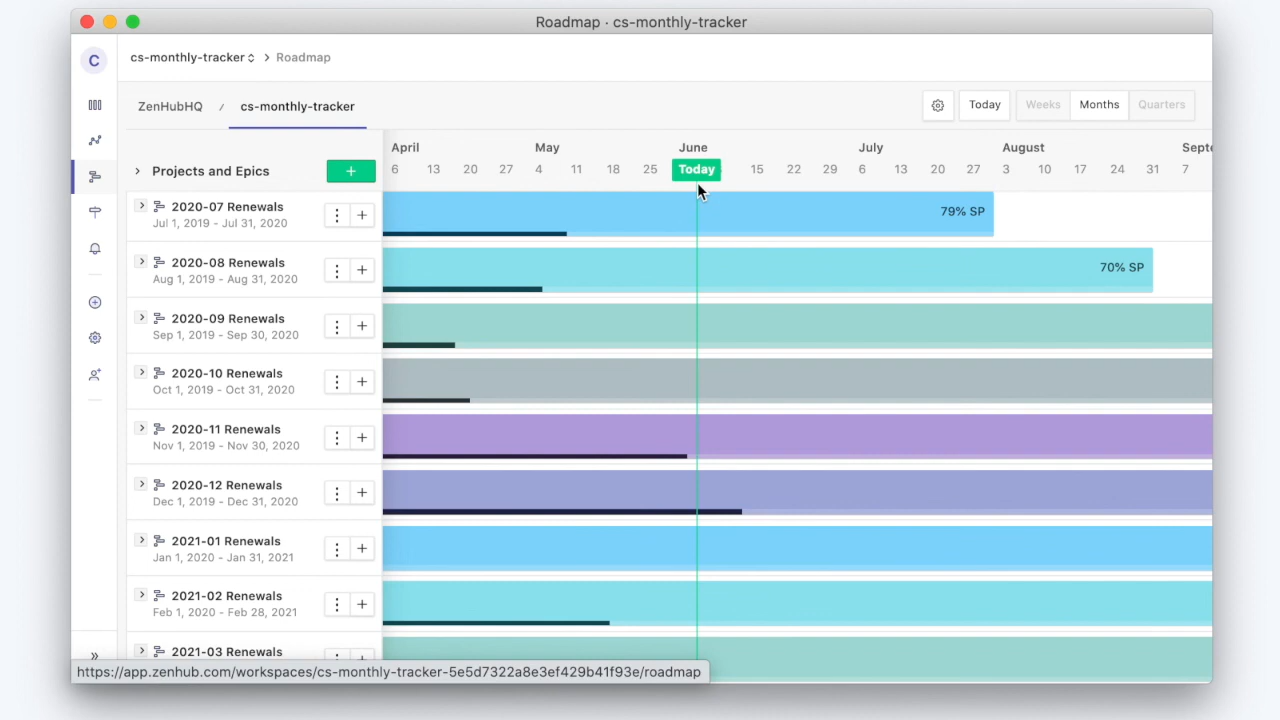 Roadmap · cs-monthly-tracker
C
cs-monthly-tracker > Roadmap
ZenHubHQ / cs-monthly-tracker
Today Weeks Months Quarters
April May June July August Septe
Projects and Epics +
6 13 20 27 4 11 18 25 Today 15 22 29 6 13 20 27 3 10 17 24 31 7
2020-07 Renewals
Jul 1, 2019 - Jul 31, 2020
79% SP
2020-08 Renewals
Aug 1, 2019 - Aug 31, 2020
70% SP
2020-09 Renewals
Sep 1, 2019 - Sep 30, 2020
2020-10 Renewals
Oct 1, 2019 - Oct 31, 2020
2020-11 Renewals
Nov 1, 2019 - Nov 30, 2020
2020-12 Renewals
Dec 1, 2019 - Dec 31, 2020
2021-01 Renewals
Jan 1, 2020 - Jan 31, 2021
2021-02 Renewals
Feb 1, 2020 - Feb 28, 2021
2021-03 Renewals
https://app.zenhub.com/workspaces/cs-monthly-tracker-5e5d7322a8e3ef429b41f93e/roadmap